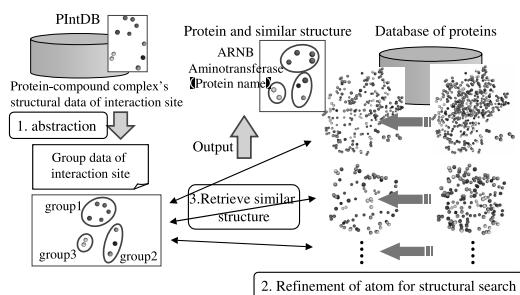 PIntDB
Protein and similar structure
Database of proteins
ARNB
Aminotransferase
【Protein name】
Protein-compound complex's
structural data of interaction site
1. abstraction
Output
Group data of
interaction site
3.Retrieve similar
structure
group1
group3
group2
2. Refinement of atom for structural search